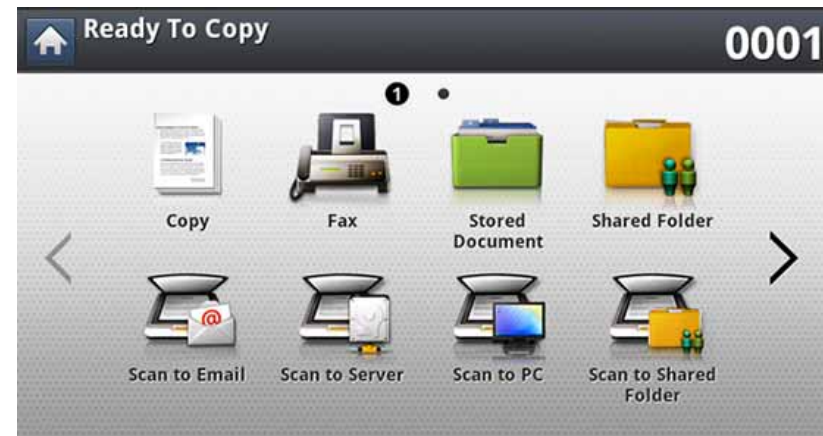 Ready To Copy
0001
1
Copy
Fax
Stored
Document
Shared Folder
@
Scan to Email
Scan to Server
Scan to PC
Scan to Shared
Folder